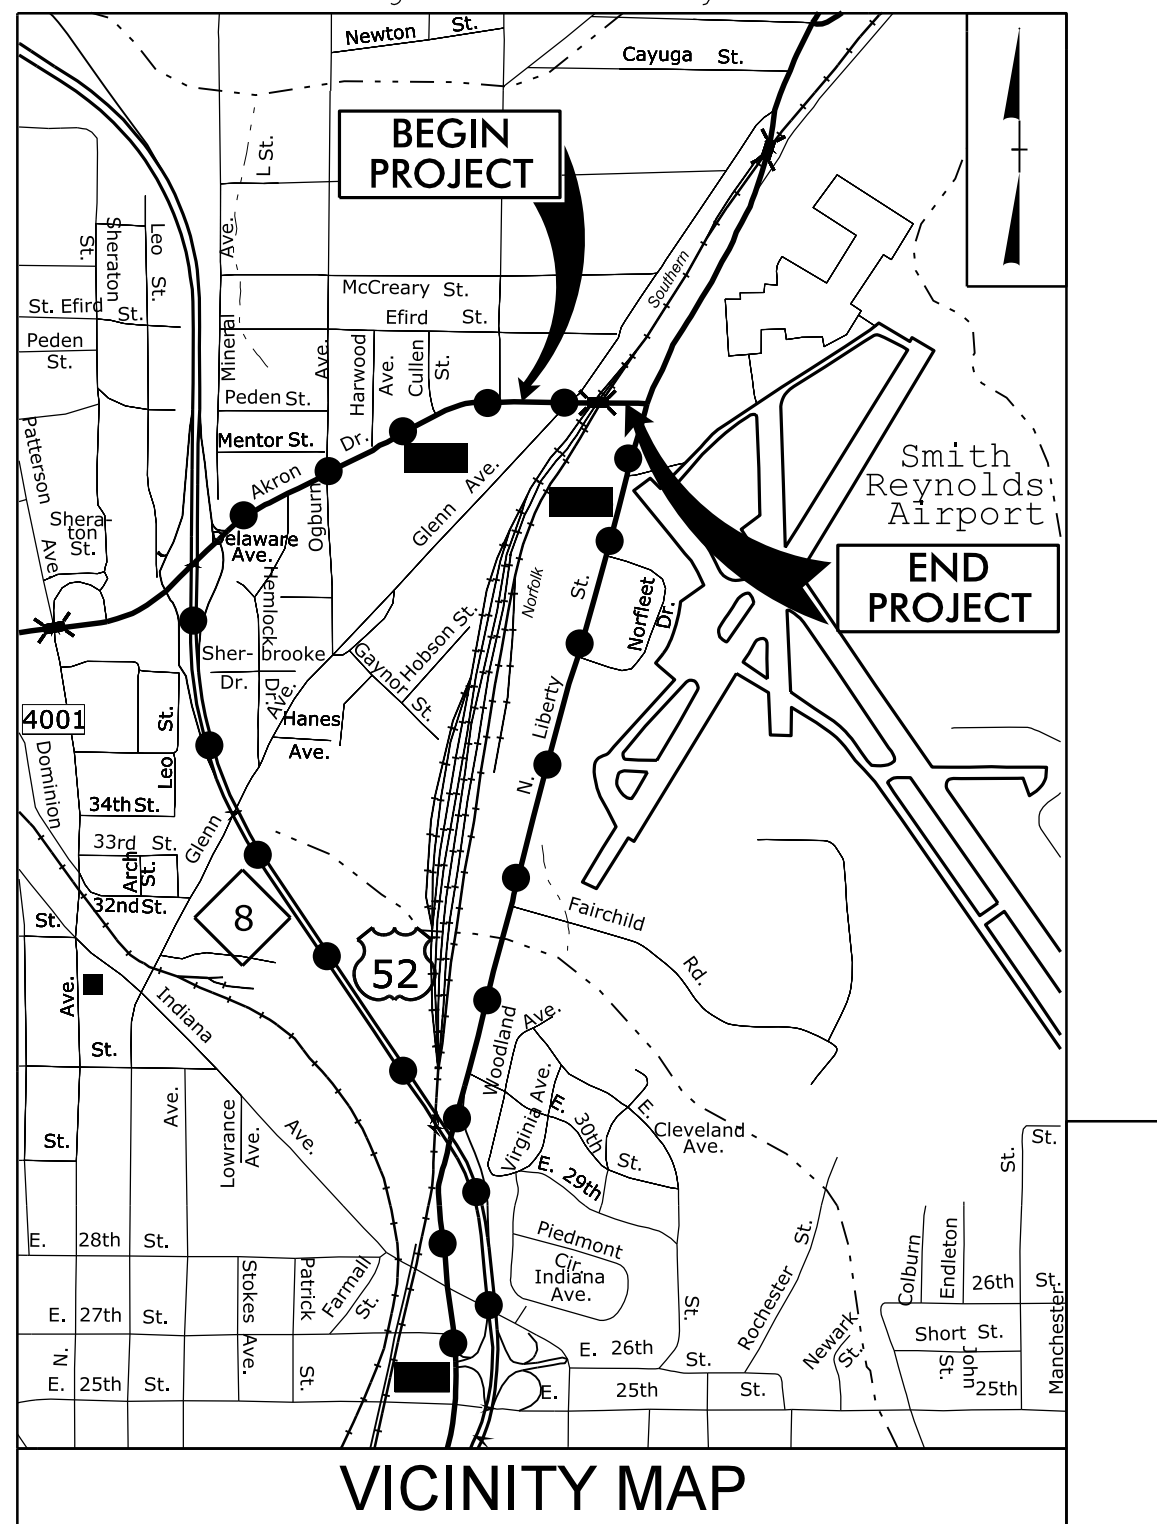 Newton St.
Cayuga St.
BEGIN
PROJECT
L St.
Sheraton
St.
Leo St.
Ave.
Southern
McCreary St.
St. Efird St.
Efird St.
Peden
St.
Mineral
Ave.
Harwood
Ave.
Cullen
St.
Peden St.
Mentor St.
Dr.
Akron
Patterson
Ave.
Ogburn
Glenn Ave.
Smith
Reynolds
Airport
Shera-
ton
St.
Delaware
Ave.
Hemlock
Norfolk
St.
Norfleet
Dr.
END
PROJECT
Hobson St.
Gaynor St.
Sher- brooke
Dr.
Dr.
Ave.
Hanes
Ave.
4001
St.
Leo
Liberty
N.
Dominion
34th St.
33rd St.
Glenn
Arch
St.
32nd St.
St.
8
52
Fairchild
Rd.
Ave.
Indiana
St.
Woodland
Ave.
Ave.
Lowrance
Ave.
Ave.
Virginia Ave.
E.
30th
St.
E.
Cleveland
Ave.
St.
E.
29th
St.
St.
E. 28th St.
Piedmont
Cir.
Indiana
Ave.
St.
Rochester
St.
Colburn
Endleton
26th St.
Stokes
Ave.
Patrick
St.
Farmall
St.
E. 27th St.
Newark
St.
Short St.
Manchester
N.
E. 26th St.
John
St.
E. 25th St.
E. 25th St.
25th
VICINITY MAP